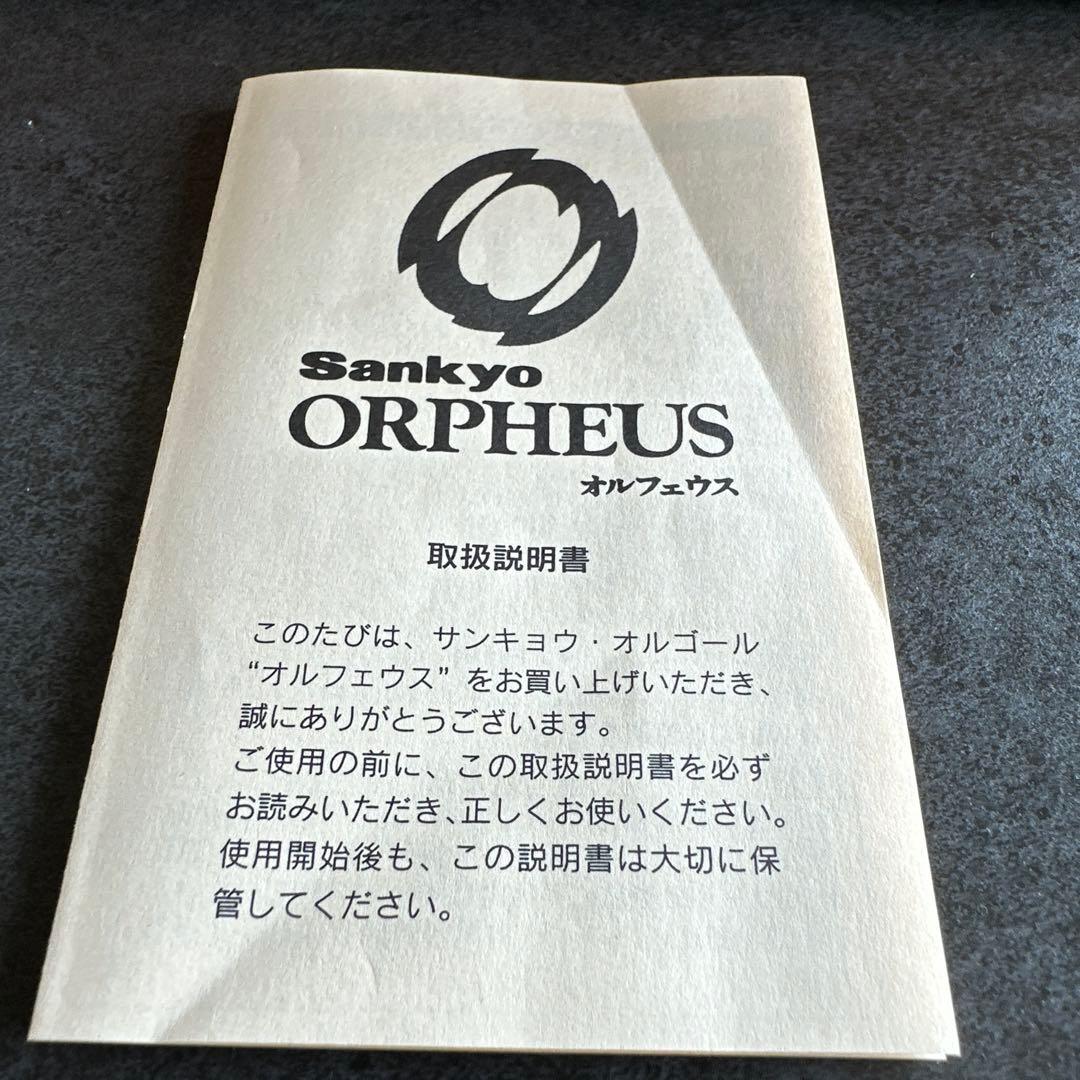 Sankyo
ORPHEUS
オルフェウス
取扱説明書
このたびは、サンキョウ・オルゴール
“オルフェウス”をお買い上げいただき、
誠にありがとうございます。
ご使用の前に、この取扱説明書を必ず
お読みいただき、正しくお使いください。
使用開始後も、この説明書は大切に保
管してください。